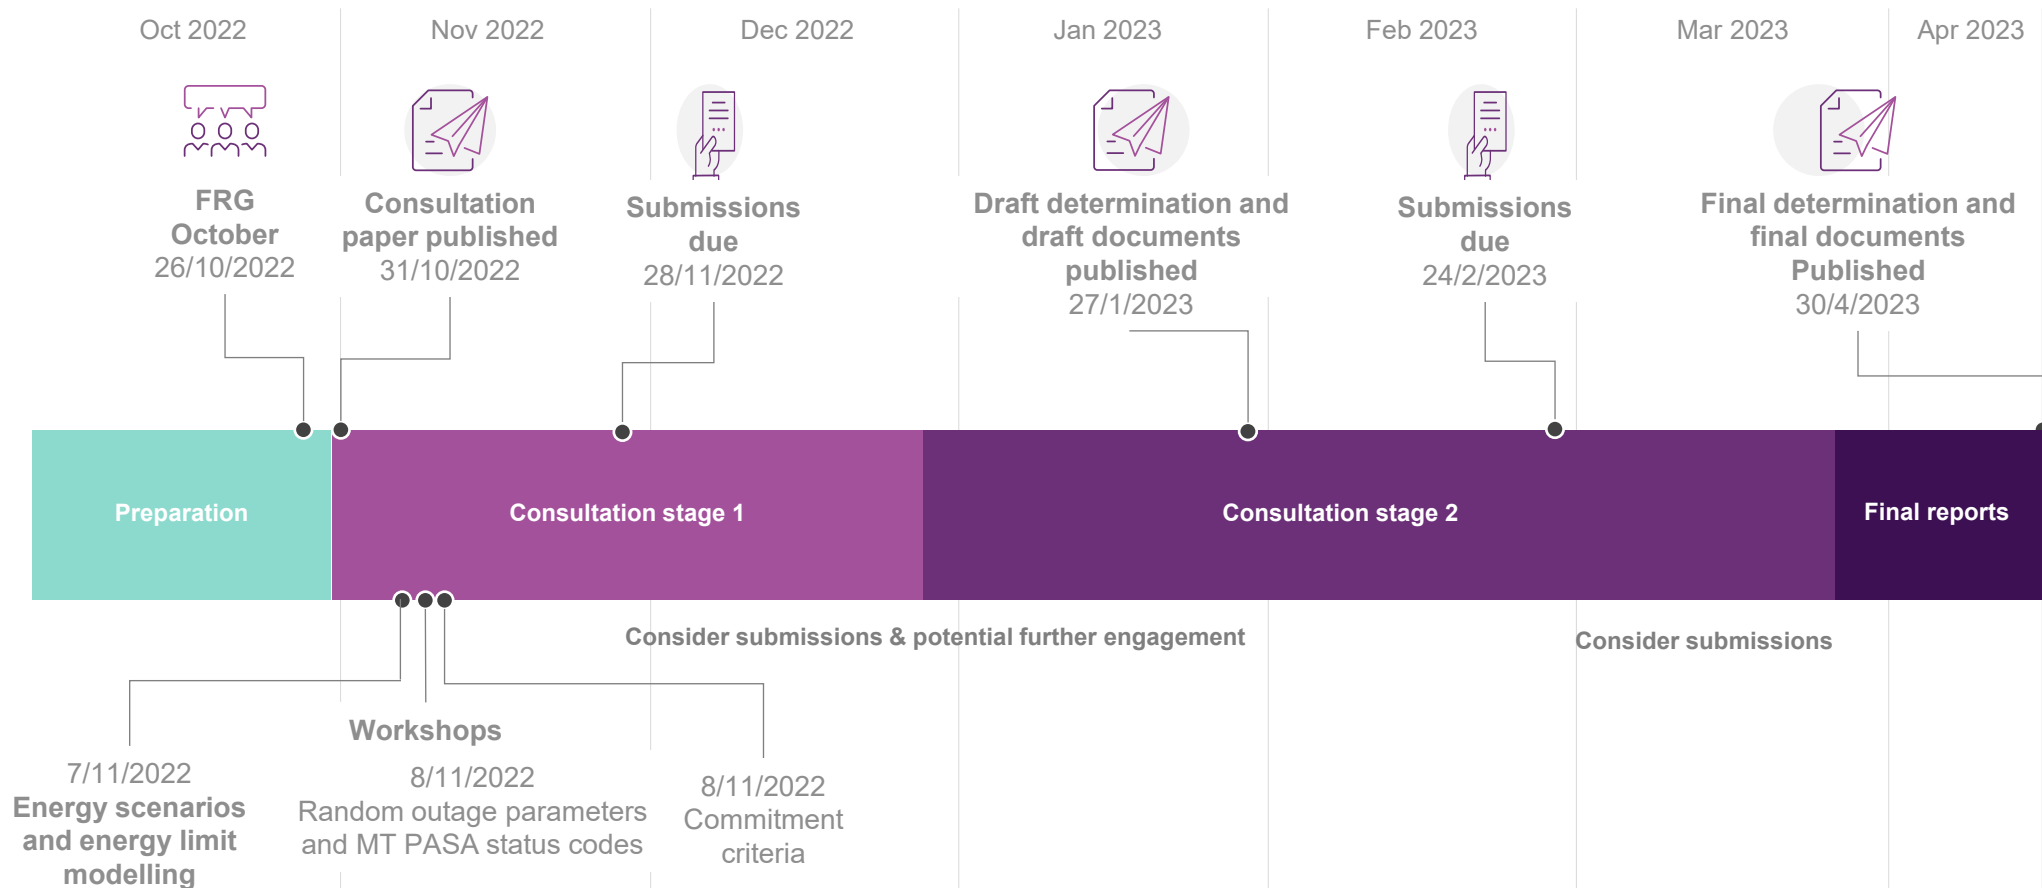 Oct 2022
Nov 2022
Dec 2022
Jan 2023
Feb 2023
Mar 2023
Apr 2023
FRG
October
26/10/2022
Consultation
paper published
31/10/2022
Submissions
due
28/11/2022
Draft determination and
draft documents
published
27/1/2023
Submissions
due
24/2/2023
Final determination and
final documents
Published
30/4/2023
Preparation
Consultation stage 1
Consultation stage 2
Final reports
Consider submissions & potential further engagement
Consider submissions
Workshops
7/11/2022
Energy scenarios
and energy limit
modelling
8/11/2022
Random outage parameters
and MT PASA status codes
8/11/2022
Commitment
criteria